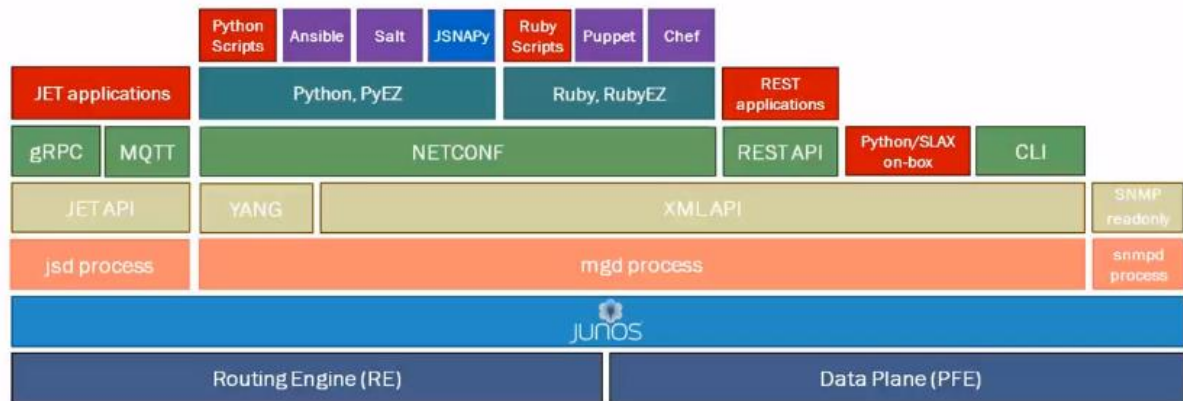 Python
Scripts
Ansible
Salt
JSNAPy
Ruby
Scripts
Puppet
Chef
JET applications
Python, PyEZ
Ruby, RubyEZ
REST
applications
gRPC
MQTT
NETCONF
REST API
Python/SLAX
on-box
CLI
JET API
YANG
XML API
SNMP
readonly
jsd process
mgd process
snmpd
process
JUNOS
Routing Engine (RE)
Data Plane (PFE)